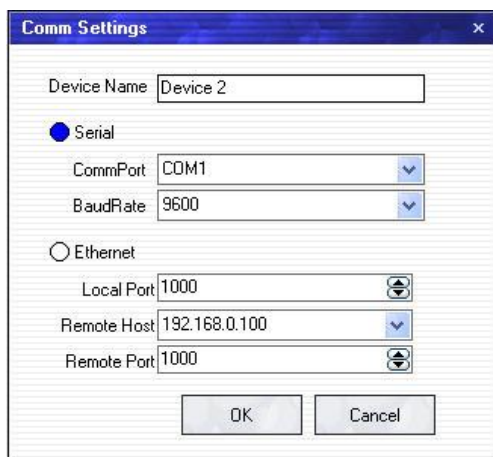 Comm Settings x
Device Name Device 2
Serial
CommPort COM1
BaudRate 9600
Ethernet
Local Port 1000
Remote Host 192.168.0.100
Remote Port 1000
OK Cancel